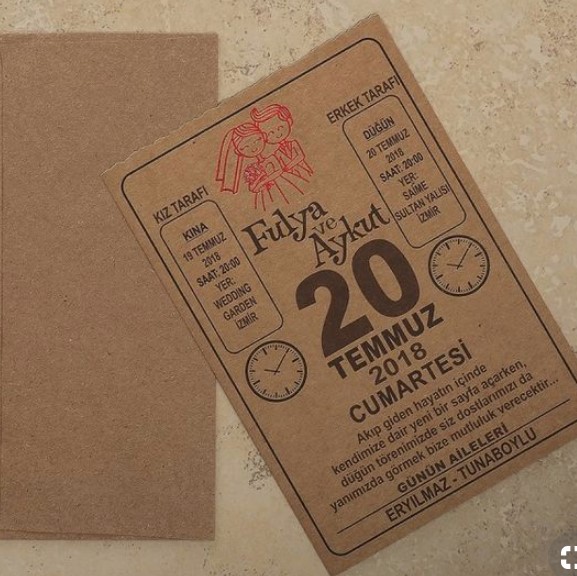 KIZ TARAFI
KINA
19 TEMMUZ
2018
SAAT: 20:00
YER:
WEDDING
GARDEN
İZMİR
ERKEK TARAFI
DÜĞÜN
20 TEMMUZ
2018
SAAT: 20:00
YER:
SAİME
SULTAN YALISI
İZMİR
Fulya
ve
Aykut
20
TEMMUZ
2018
CUMARTESİ
Akıp giden hayatın içinde
kendimize dair yeni bir sayfa açarken,
düğün törenimizde siz dostlarımızı da
yanımızda görmek bize mutluluk verecektir...
GÜNÜN AİLELERİ
ERYILMAZ - TUNABOYLU